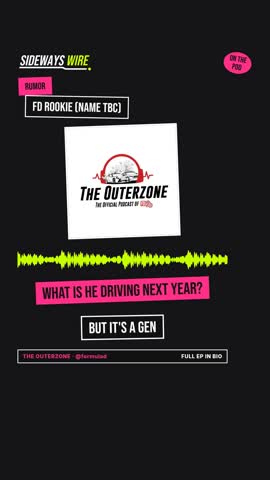 SIDEWAYS WIRE.
ON THE
POD
RUMOR
FD ROOKIE (NAME TBC)
THE OUTERZONE
THE OFFICIAL PODCAST OF
WHAT IS HE DRIVING NEXT YEAR?
BUT IT'S A GEN
THE OUTERZONE · @formulad
FULL EP IN BIO